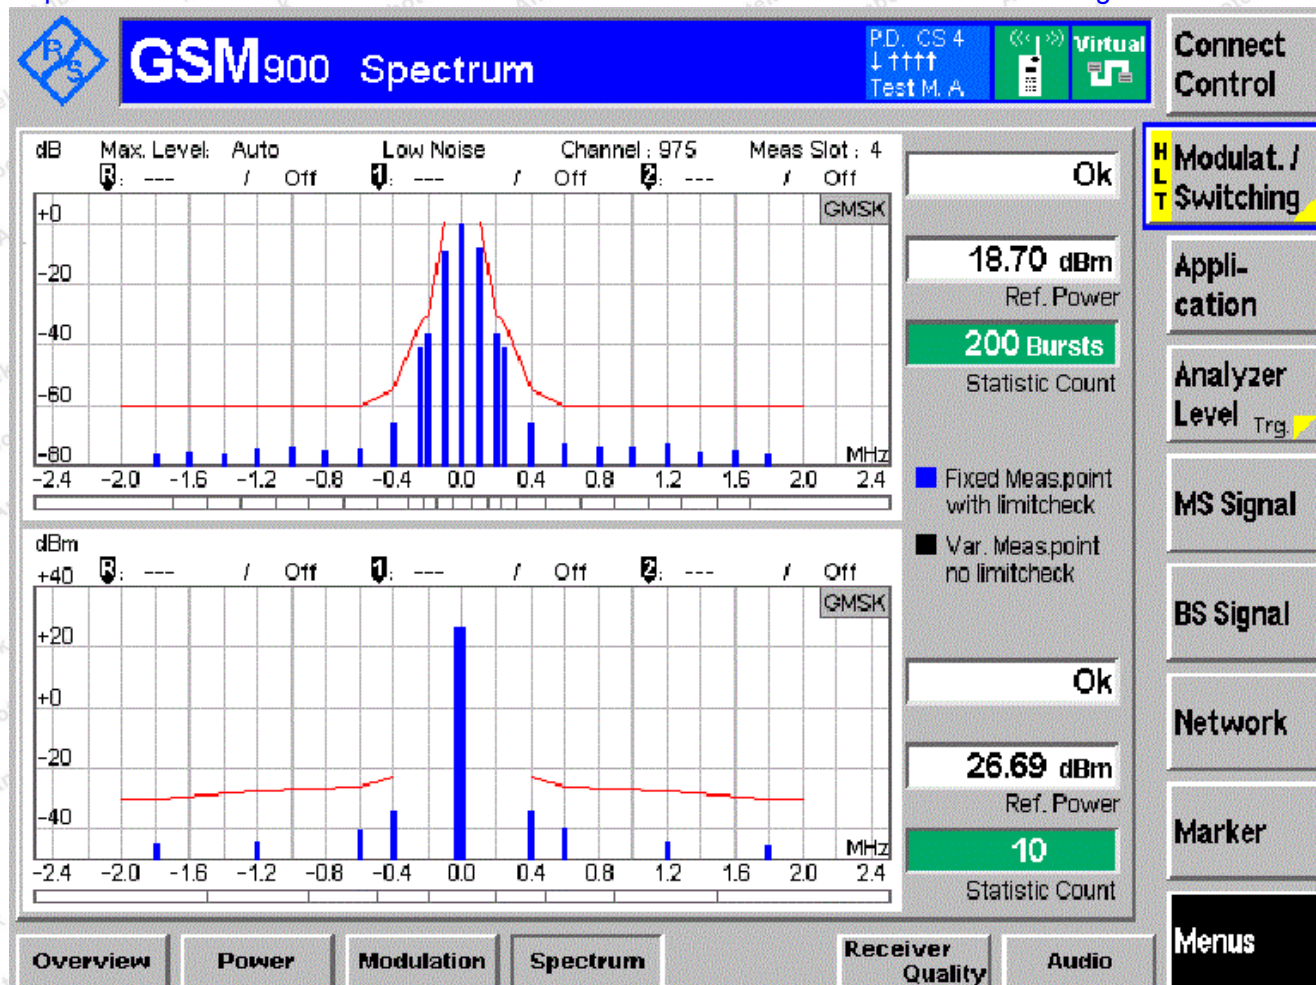 R S
GSM900 Spectrum
P.D. CS 4
↓ ↑↑↑↑
Test M. A.
Virtual
Connect
Control
dB Max. Level: Auto Low Noise Channel : 975 Meas Slot : 4
R: --- / Off 1: --- / Off 2: --- / Off
GMSK
+0
-20
-40
-60
-80
MHz
-2.4 -2.0 -1.6 -1.2 -0.8 -0.4 0.0 0.4 0.8 1.2 1.6 2.0 2.4
Ok
18.70 dBm
Ref. Power
200 Bursts
Statistic Count
Fixed Meas.point
with limitcheck
Var. Meas.point
no limitcheck
dBm
R: --- / Off 1: --- / Off 2: --- / Off
GMSK
+40
+20
+0
-20
-40
MHz
-2.4 -2.0 -1.6 -1.2 -0.8 -0.4 0.0 0.4 0.8 1.2 1.6 2.0 2.4
Ok
26.69 dBm
Ref. Power
10
Statistic Count
HLT
Modulat. /
Switching
Appli-
cation
Analyzer
Level Trg.
MS Signal
BS Signal
Network
Marker
Menus
Overview
Power
Modulation
Spectrum
Receiver
Quality
Audio